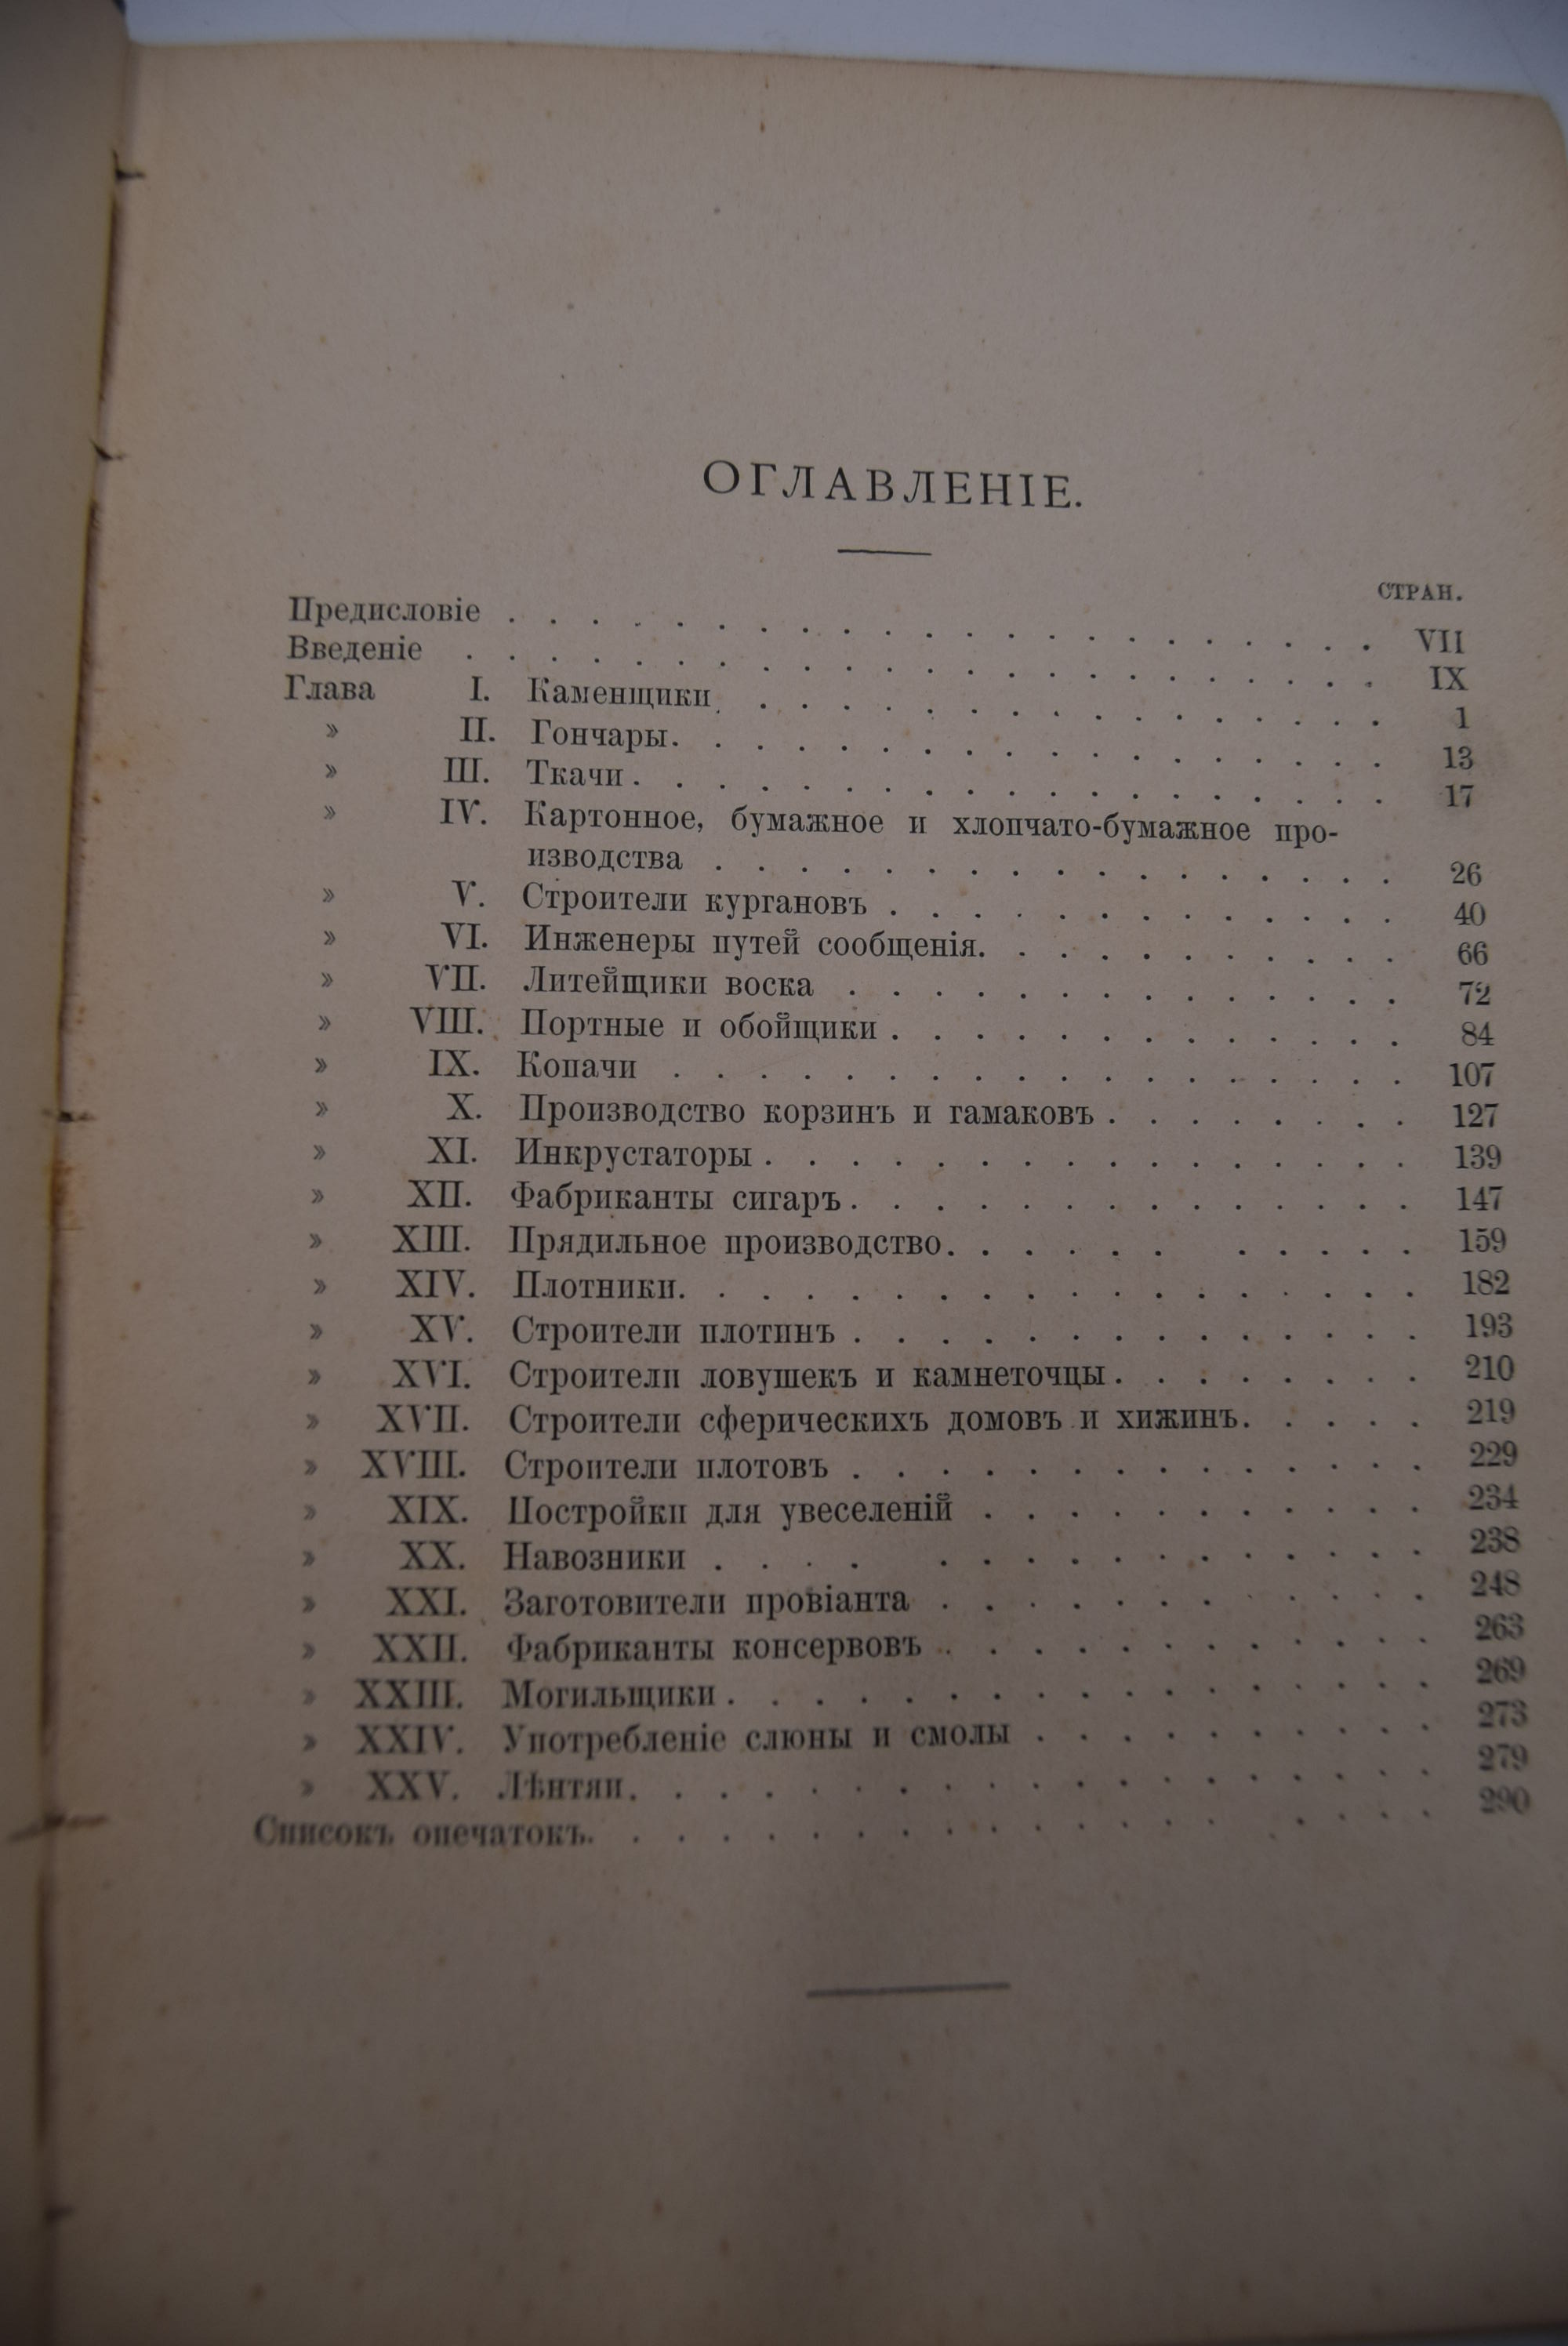 ОГЛАВЛЕНІЕ.
СТРАН.
Предисловіе . . . . . . . . . . . . . . . . . . . . . VII
Введеніе . . . . . . . . . . . . . . . . . . . . . . IX
Глава I. Каменщики. . . . . . . . . . . . . . . . 1
» II. Гончары. . . . . . . . . . . . . . . . . . 13
» III. Ткачи . . . . . . . . . . . . . . . . . . . 17
» IV. Картонное, бумажное и хлопчато-бумажное про-
изводства . . . . . . . . . . . . . . . . . 26
» V. Строители кургановъ . . . . . . . . . . . . . 40
» VI. Инженеры путей сообщенія. . . . . . . . . . . 66
» VII. Литейщики воска . . . . . . . . . . . . . . 72
» VIII. Портные и обойщики . . . . . . . . . . . . . 84
» IX. Копачи . . . . . . . . . . . . . . . . . . 107
» X. Производство корзинъ и гамаковъ . . . . . . . . 127
» XI. Инкрустаторы . . . . . . . . . . . . . . . . 139
» XII. Фабриканты сигаръ. . . . . . . . . . . . . . 147
» XIII. Прядильное производство. . . . . . . . . . . 159
» XIV. Плотники. . . . . . . . . . . . . . . . . . 182
» XV. Строители плотинъ . . . . . . . . . . . . . . 193
» XVI. Строители ловушекъ и камнеточцы. . . . . . . . 210
» XVII. Строители сферическихъ домовъ и хижинъ. . . . . 219
» XVIII. Строители плотовъ . . . . . . . . . . . . . . 229
» XIX. Постройки для увеселеній . . . . . . . . . . . 234
» XX. Навозники . . . . . . . . . . . . . . . . 238
» XXI. Заготовители провіанта . . . . . . . . . . . . 248
» XXII. Фабриканты консервовъ . . . . . . . . . . . . 263
» XXIII. Могильщики . . . . . . . . . . . . . . . . . 269
» XXIV. Употребленіе слюны и смолы . . . . . . . . . . 273
» XXV. Лѣнтяи. . . . . . . . . . . . . . . . . . . 279
Списокъ опечатокъ. . . . . . . . . . . . . . . . . . . 290